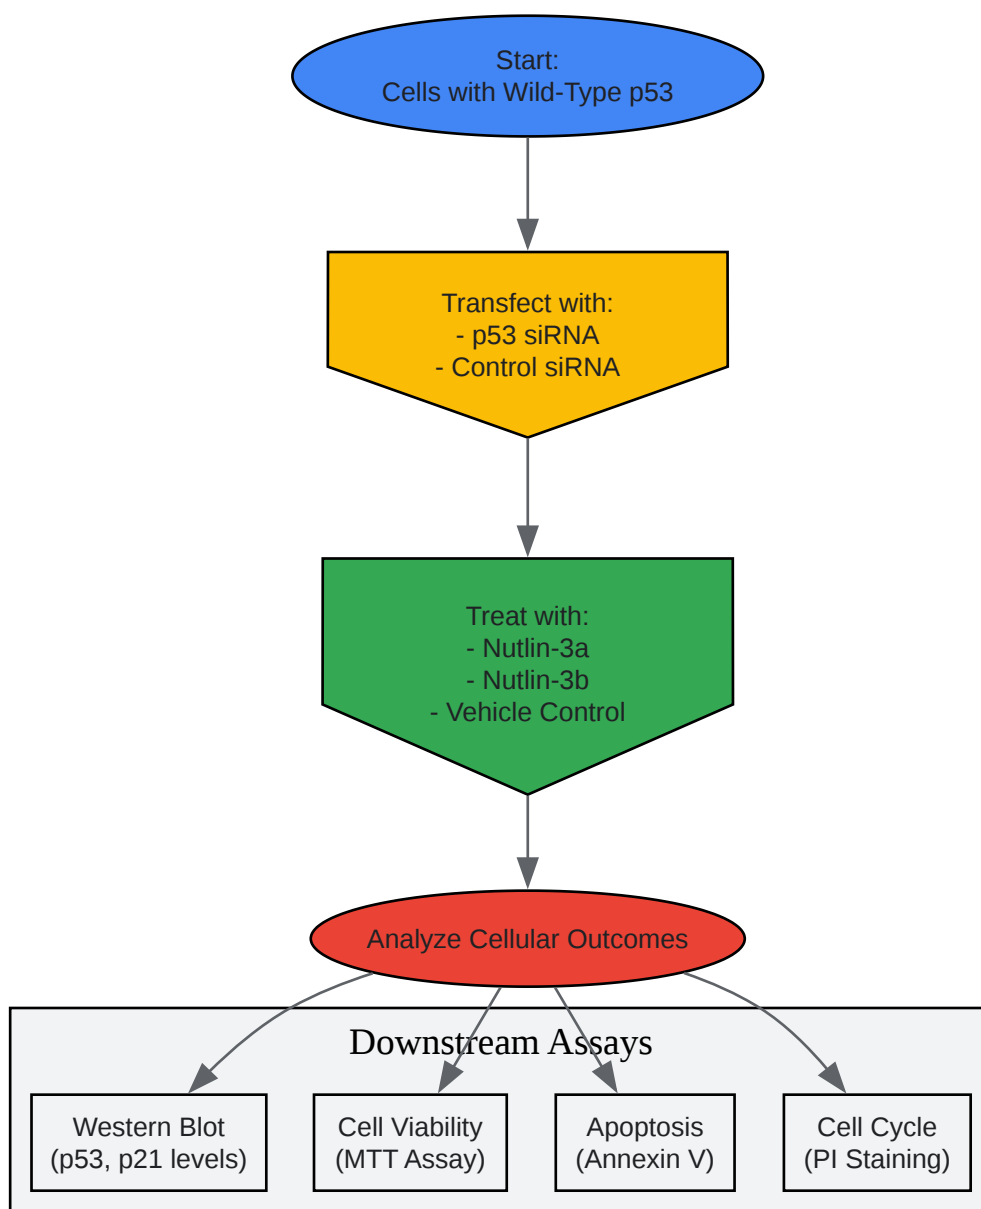 Start:
Cells with Wild-Type p53
Transfect with:
- p53 siRNA
- Control siRNA
Treat with:
- Nutlin-3a
- Nutlin-3b
- Vehicle Control
Analyze Cellular Outcomes
Downstream Assays
Western Blot
(p53, p21 levels)
Cell Viability
(MTT Assay)
Apoptosis
(Annexin V)
Cell Cycle
(PI Staining)